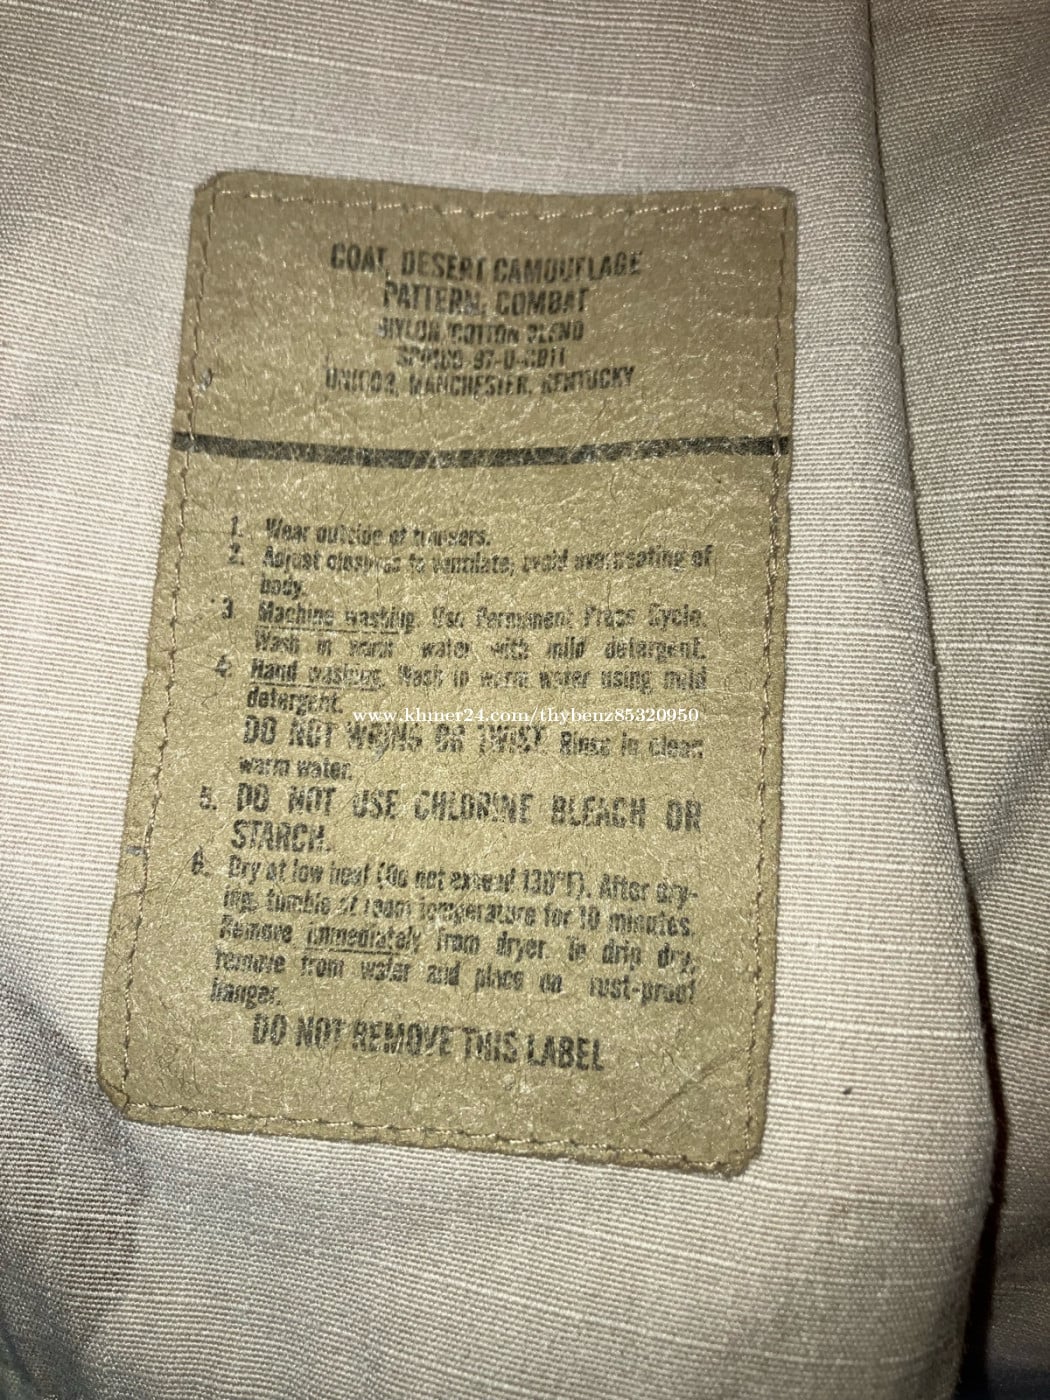 COAT, DESERT CAMOUFLAGE
PATTERN, COMBAT
NYLON/COTTON BLEND
UNICOR, MANCHESTER, KENTUCKY
1. Wear outside of trousers.
2. Adjust closures to ventilate; avoid overheating of
body.
3. Machine washing. Use Permanent Press Cycle.
Wash in warm water with mild detergent.
4. Hand washing. Wash in warm water using mild
detergent.
www.khmer24.com/thybenz85320950
DO NOT WRING OR TWIST. Rinse in clean
warm water.
5. DO NOT USE CHLORINE BLEACH OR
STARCH.
6. Dry at low heat (do not exceed 130°F). After dry-
ing, tumble at room temperature for 10 minutes.
Remove immediately from dryer. To drip dry,
remove from water and place on rust-proof
hanger.
DO NOT REMOVE THIS LABEL